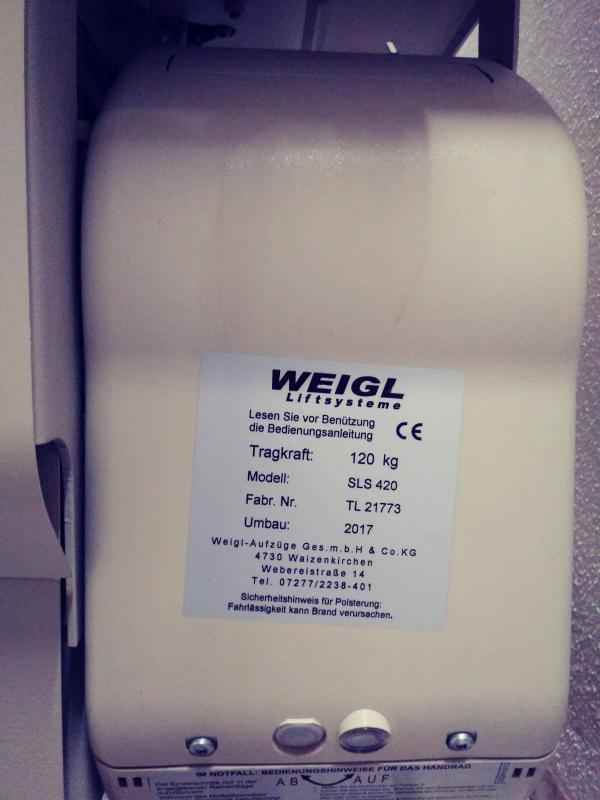 WEIGL
Liftsysteme
Lesen Sie vor Benützung
die Bedienungsanleitung
CE
Tragkraft: 120 kg
Modell: SLS 420
Fabr. Nr. TL 21773
Umbau: 2017
Weigl-Aufzüge Ges.m.b.H & Co.KG
4730 Waizenkirchen
Webereistraße 14
Tel. 07277/2238-401
Sicherheitshinweis für Polsterung:
Fahrlässigkeit kann Brand verursachen.
IM NOTFALL: BEDIENUNGSHINWEISE FÜR DAS HANDRAD
AB AUF